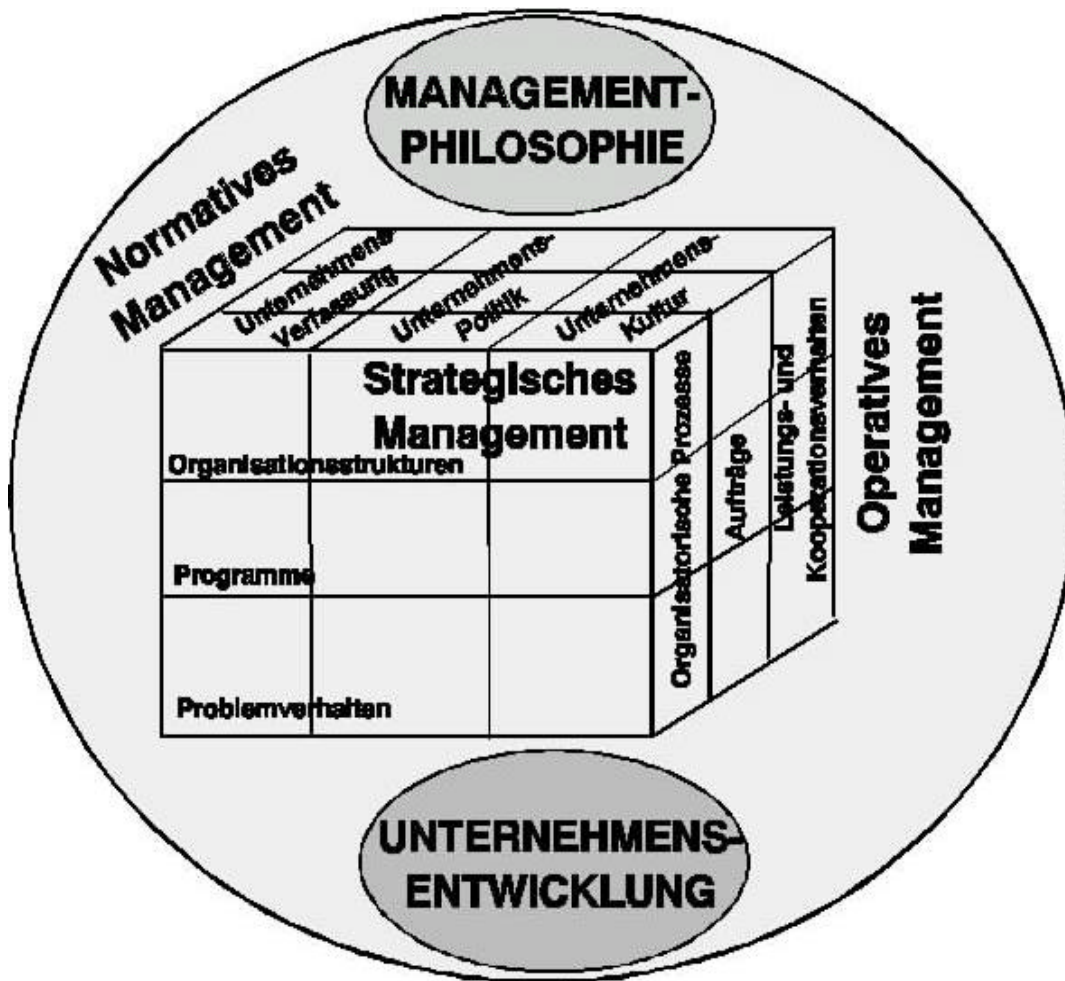 MANAGEMENT-
PHILOSOPHIE
Normatives
Management
Unternehmens-
Verfassung
Unternehmens-
Politik
Unternehmens-
Kultur
Strategisches
Management
Organisationsstrukturen
Programme
Problemverhalten
Organisatorische Prozesse
Aufträge
Leistungs- und
Kooperationsverhalten
Operatives
Management
UNTERNEHMENS-
ENTWICKLUNG